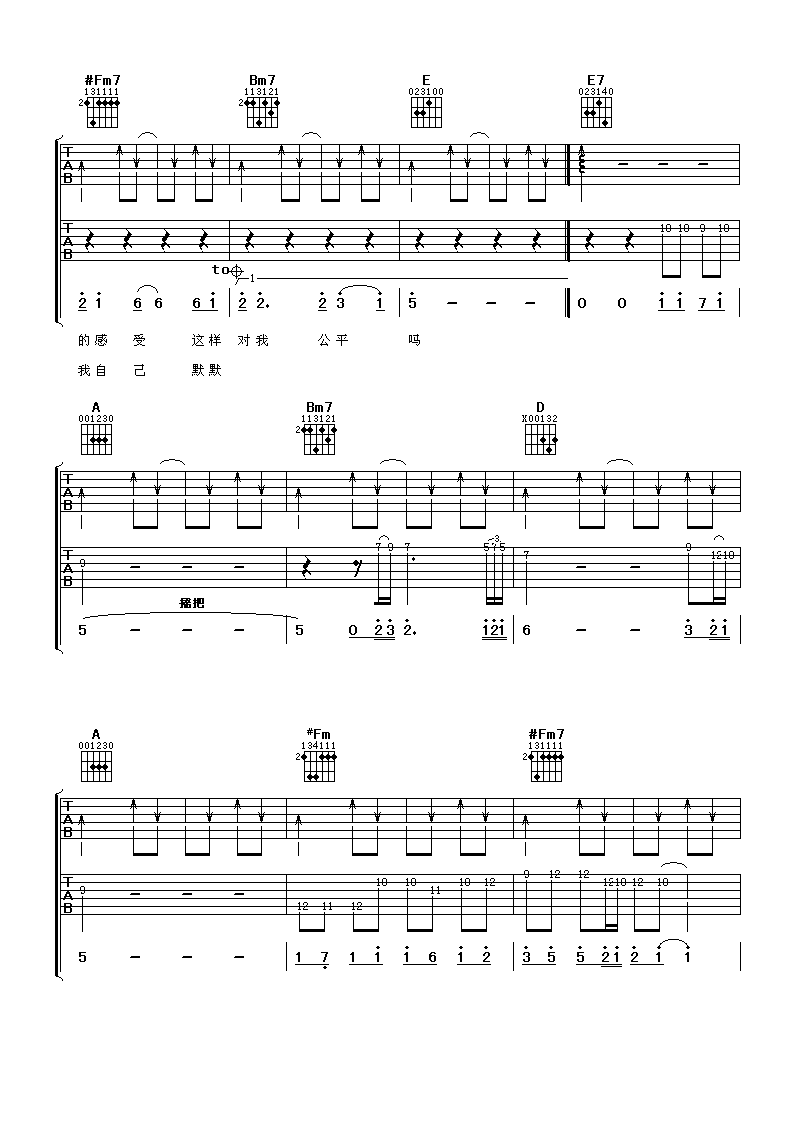 #Fm7 Bm7 E E7
131111 113121 023100 023140
2 2
T A B
T A B 10 10 9 10
to 1
2 1 6 6 6 1 2 2. 2 3 1 5 - - - 0 0 1 1 7 1
的感 受 这样 对我 公平 吗
我自 己 默默
A Bm7 D
001230 113121 X00132
2
T A B
T A B 9 - - - 7 9 7 3 5 7 5 7 - - 9 12 10
摇把
5 - - - 5 0 2 3 2. 1 2 1 6 - - 3 2 1
A #Fm #Fm7
001230 134111 131111
2 2
T A B
T A B 9 - - - 12 11 12 10 10 11 10 12 9 12 12 12 10 12 10
5 - - - 1 7 1 1 1 6 1 2 3 5 5 2 1 2 1 1